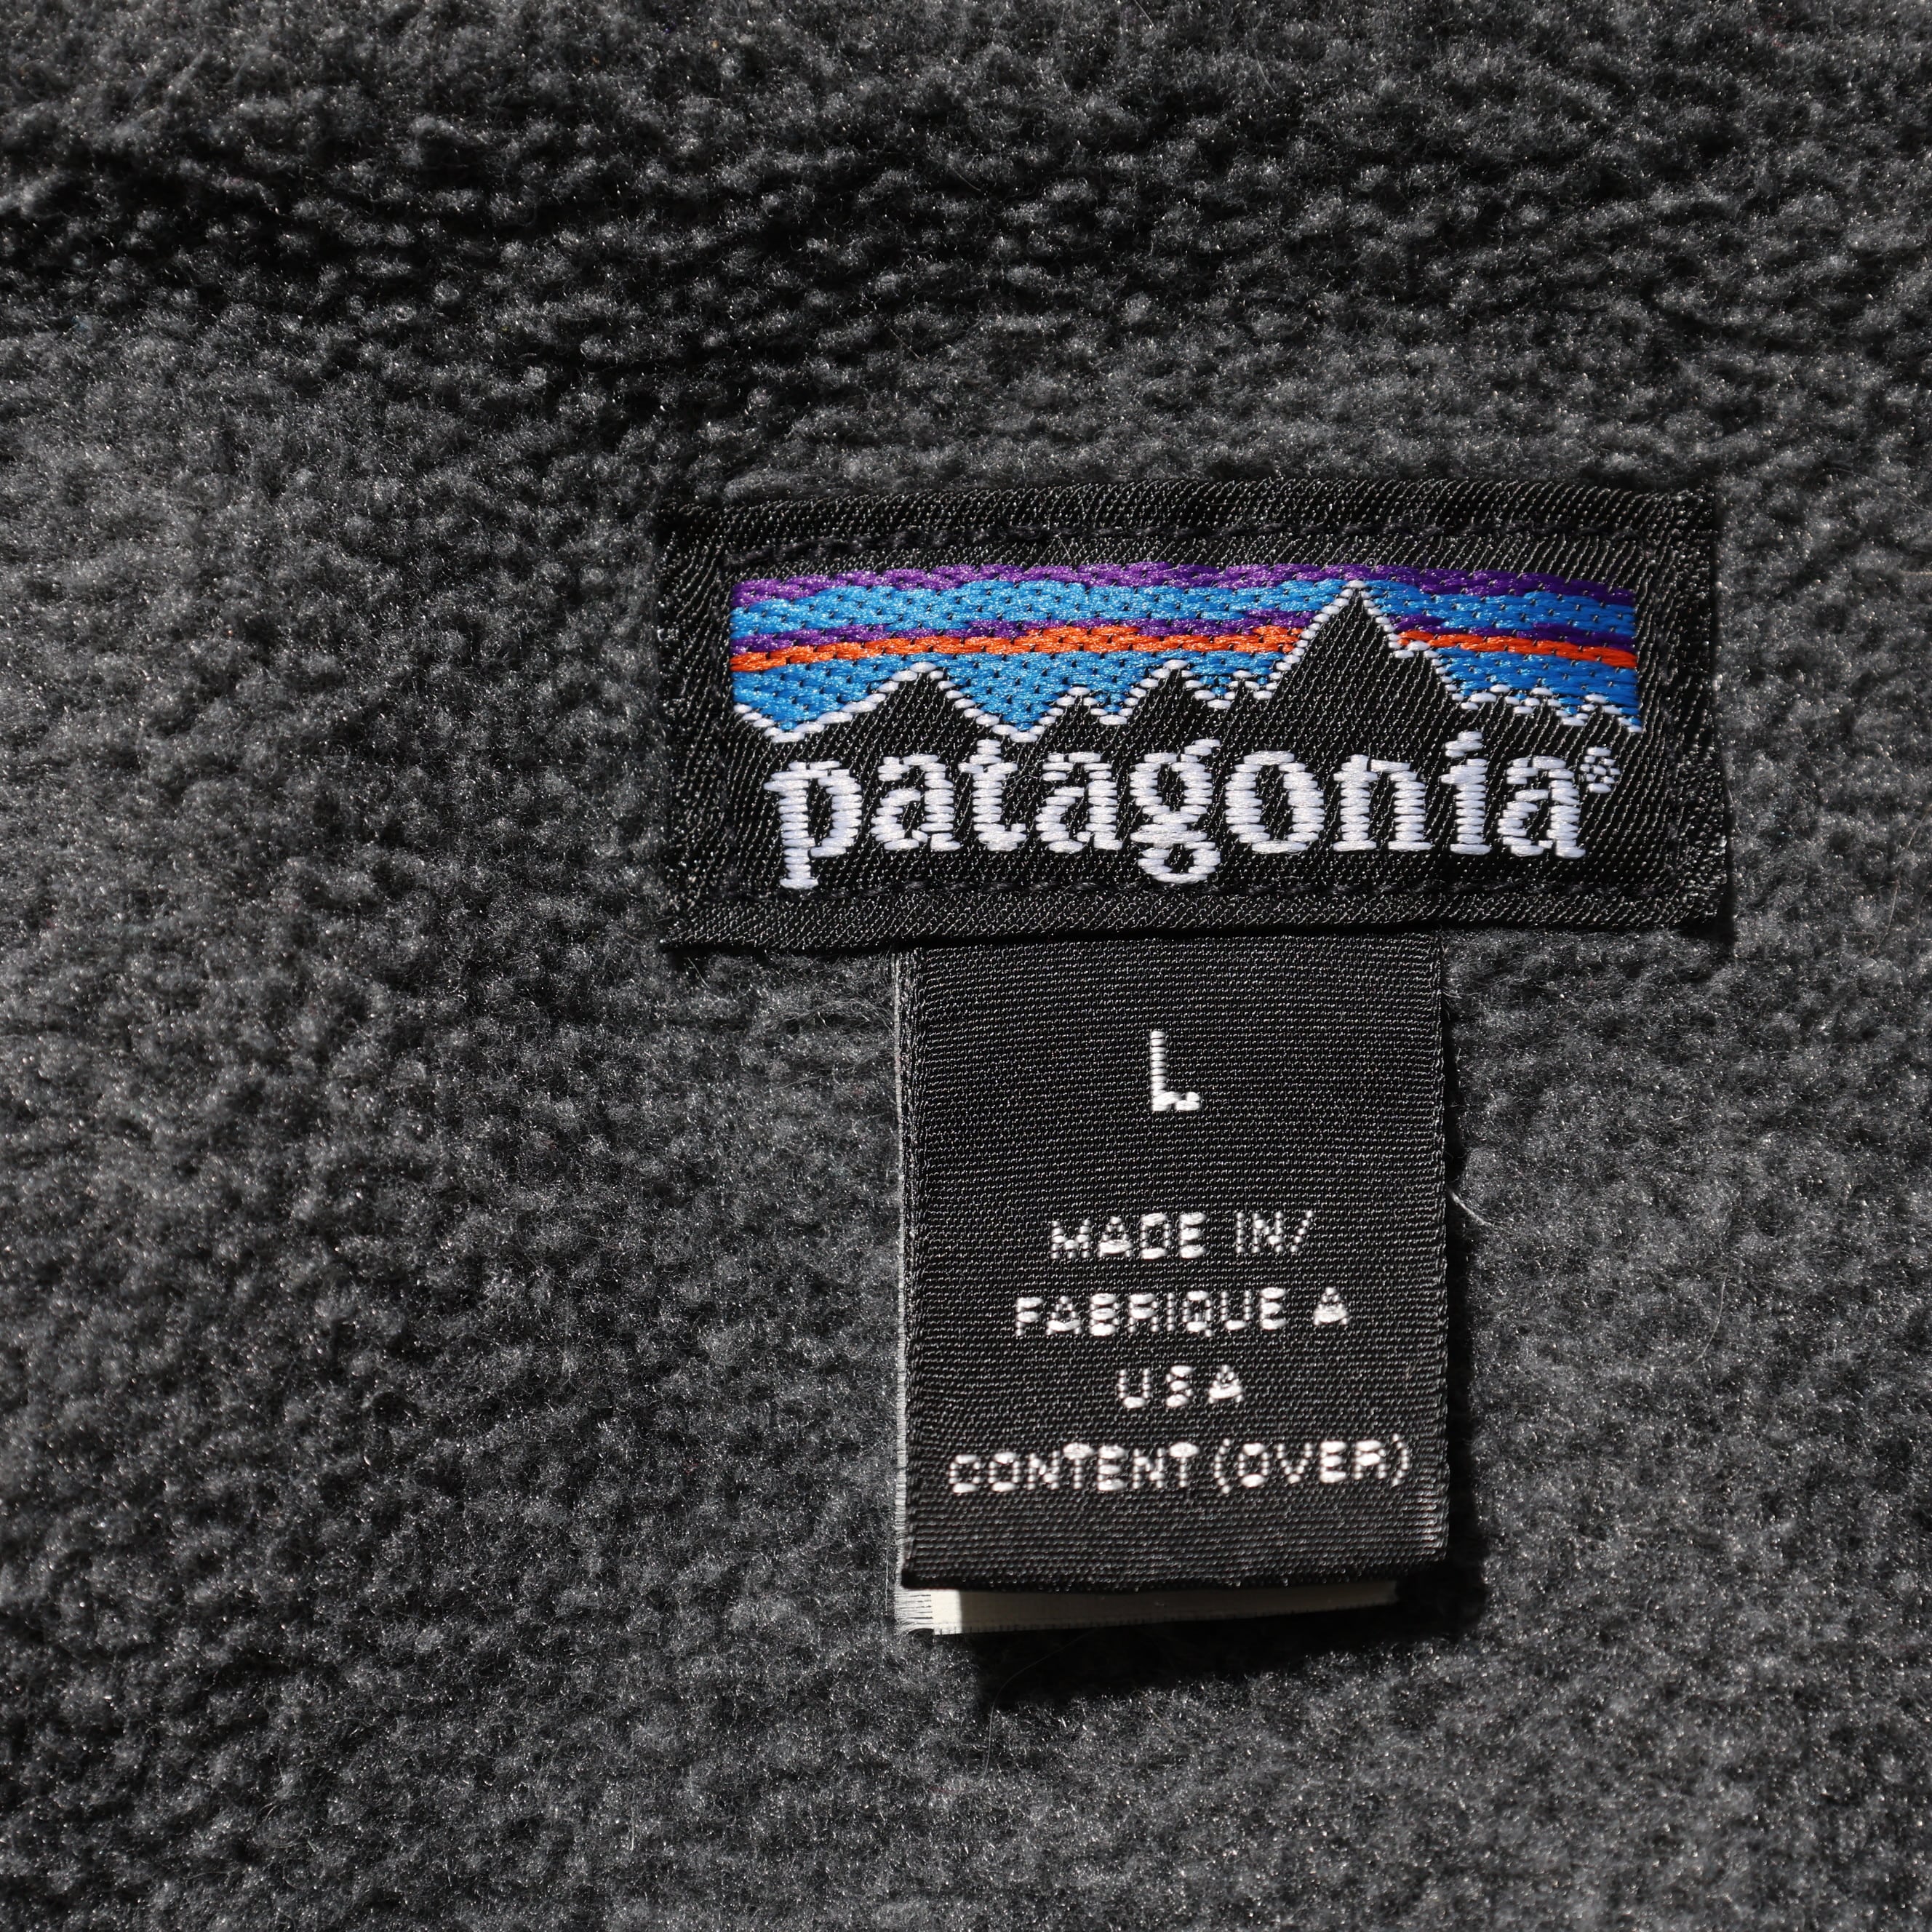 patagonia®
L
MADE IN/
FABRIQUE A
USA
CONTENT (OVER)